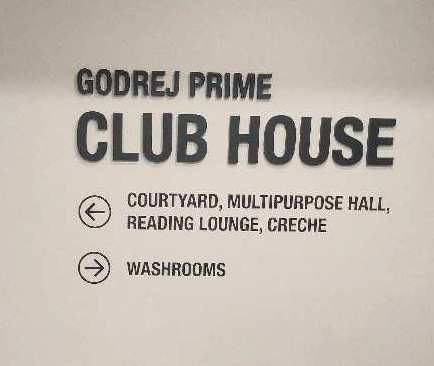 GODREJ PRIME
CLUB HOUSE
COURTYARD, MULTIPURPOSE HALL,
READING LOUNGE, CRECHE
WASHROOMS